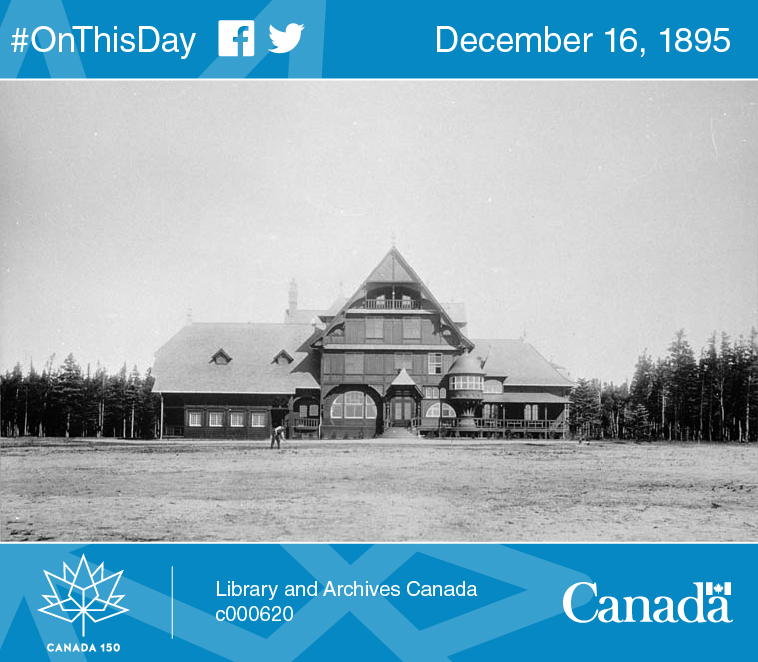 #OnThisDay
December 16, 1895
Library and Archives Canada
c000620
CANADA 150
Canada